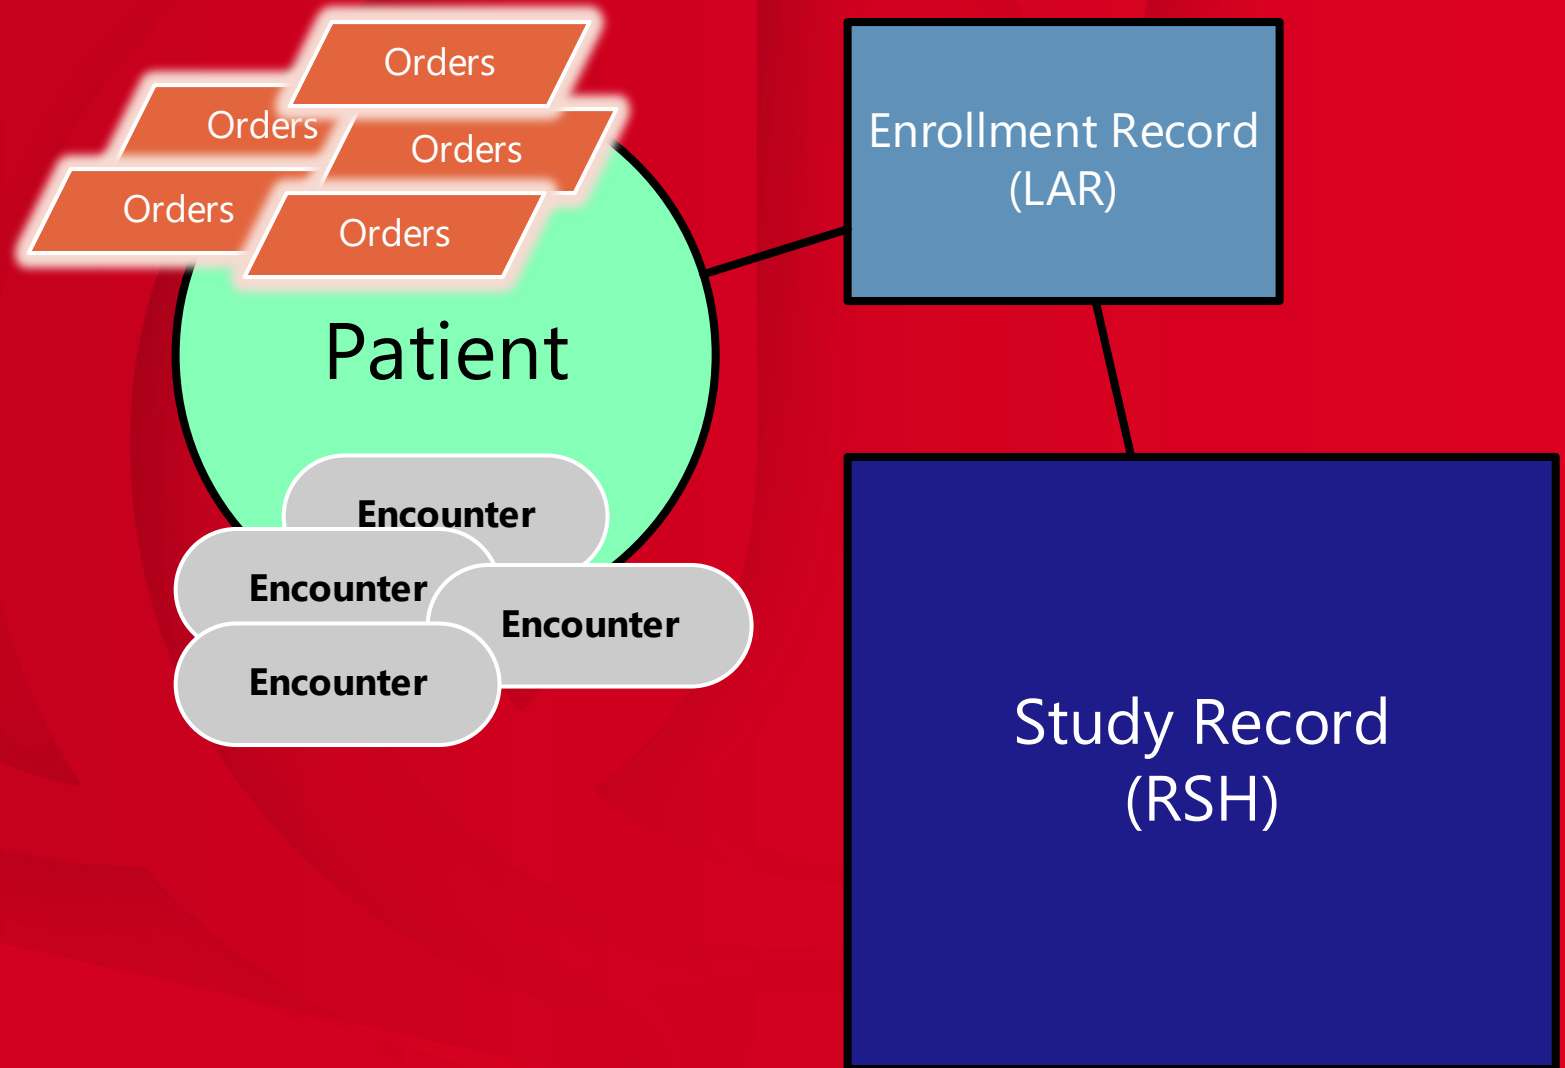 Orders
Orders
Orders
Orders
Orders
Patient
Encounter
Encounter
Encounter
Encounter
Enrollment Record
(LAR)
Study Record
(RSH)